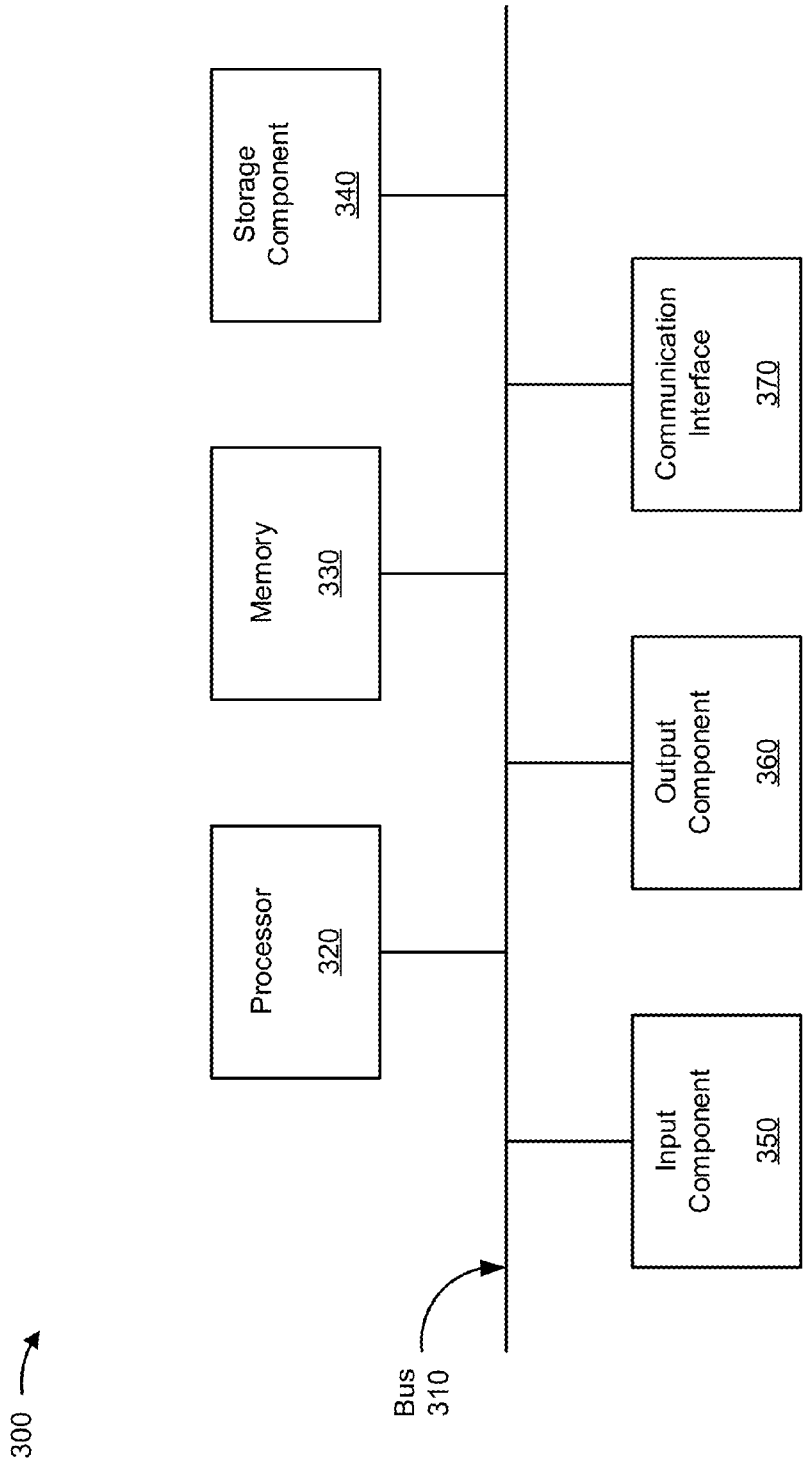 300
Bus
310
Processor
320
Memory
330
Storage
Component
340
Input
Component
350
Output
Component
360
Communication
Interface
370